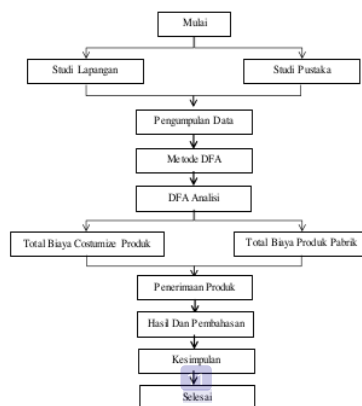 Mulai
Studi Lapangan
Studi Pustaka
Pengumpulan Data
Metode DFA
DFA Analisi
Total Biaya Costumize Produk
Total Biaya Produk Pabrik
Penerimaan Produk
Hasil Dan Pembahasan
Kesimpulan
Selesai